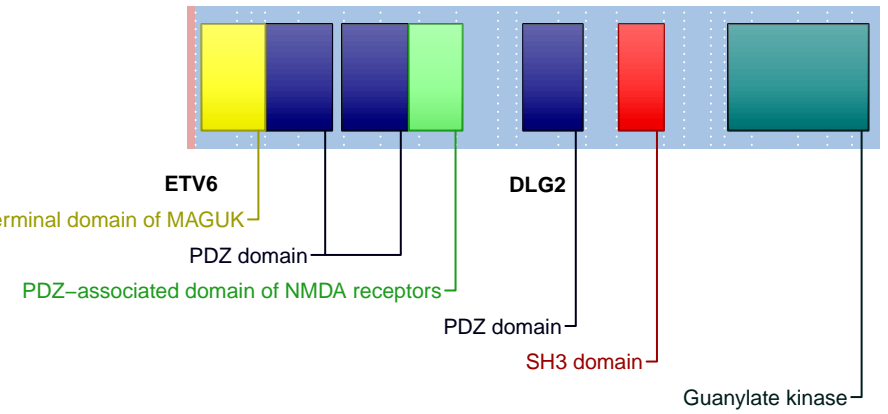 ETV6
DLG2
erminal domain of MAGUK
PDZ domain
PDZ−associated domain of NMDA receptors
PDZ domain
SH3 domain
Guanylate kinase